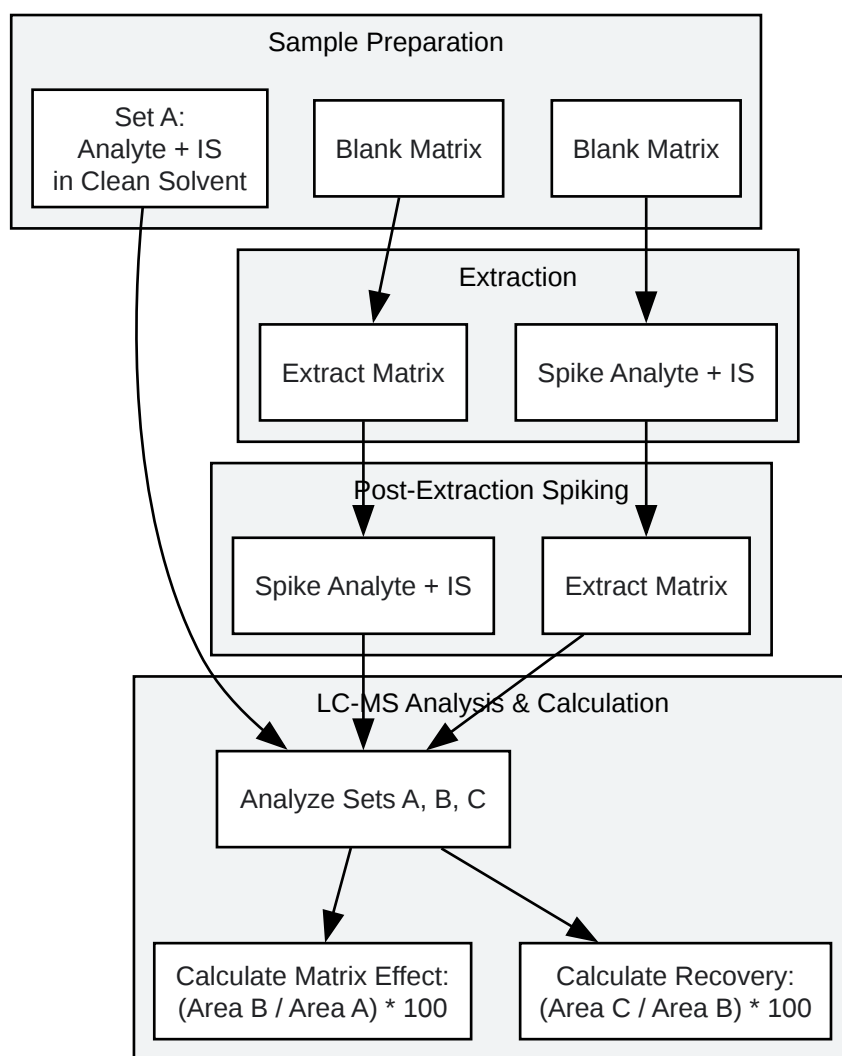 Sample Preparation
Set A:
Analyte + IS
in Clean Solvent
Blank Matrix
Blank Matrix
Extraction
Extract Matrix
Spike Analyte + IS
Post-Extraction Spiking
Spike Analyte + IS
Extract Matrix
LC-MS Analysis & Calculation
Analyze Sets A, B, C
Calculate Matrix Effect:
(Area B / Area A) * 100
Calculate Recovery:
(Area C / Area B) * 100